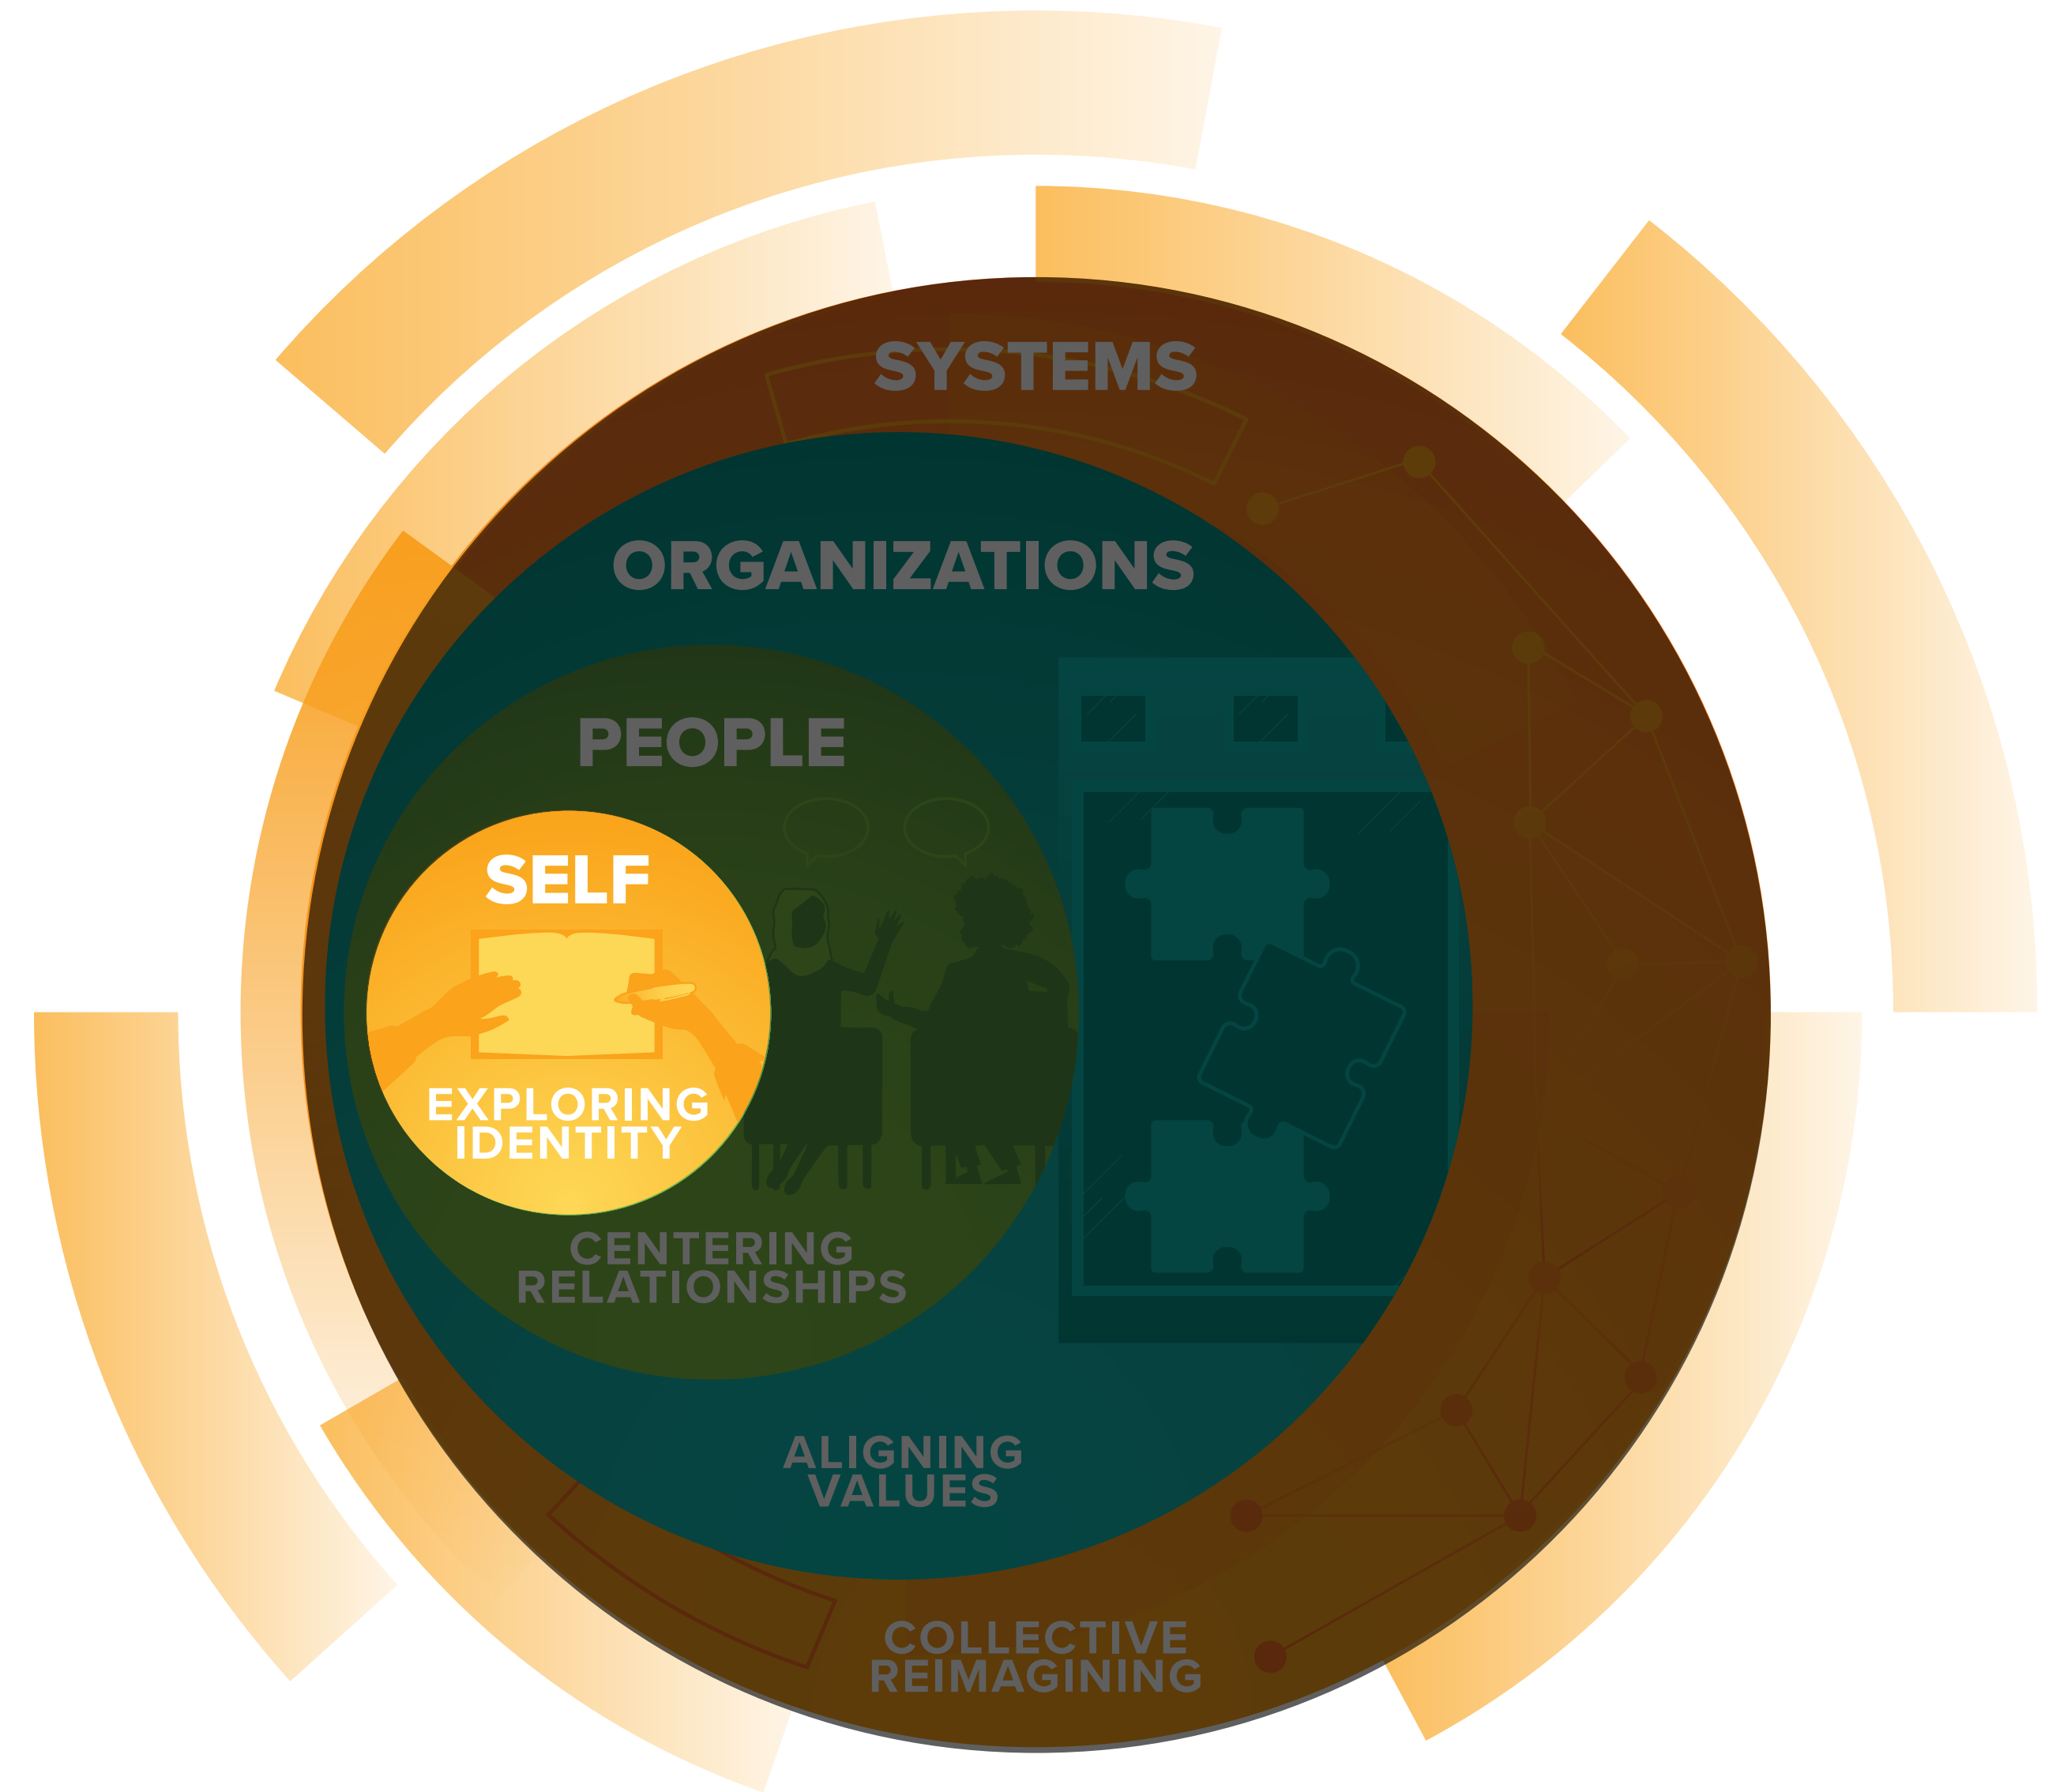 SYSTEMS
ORGANIZATIONS
PEOPLE
SELF
EXPLORING
IDENTITY
CENTERING
RELATIONSHIPS
ALIGNING
VALUES
COLLECTIVE
REIMAGINING